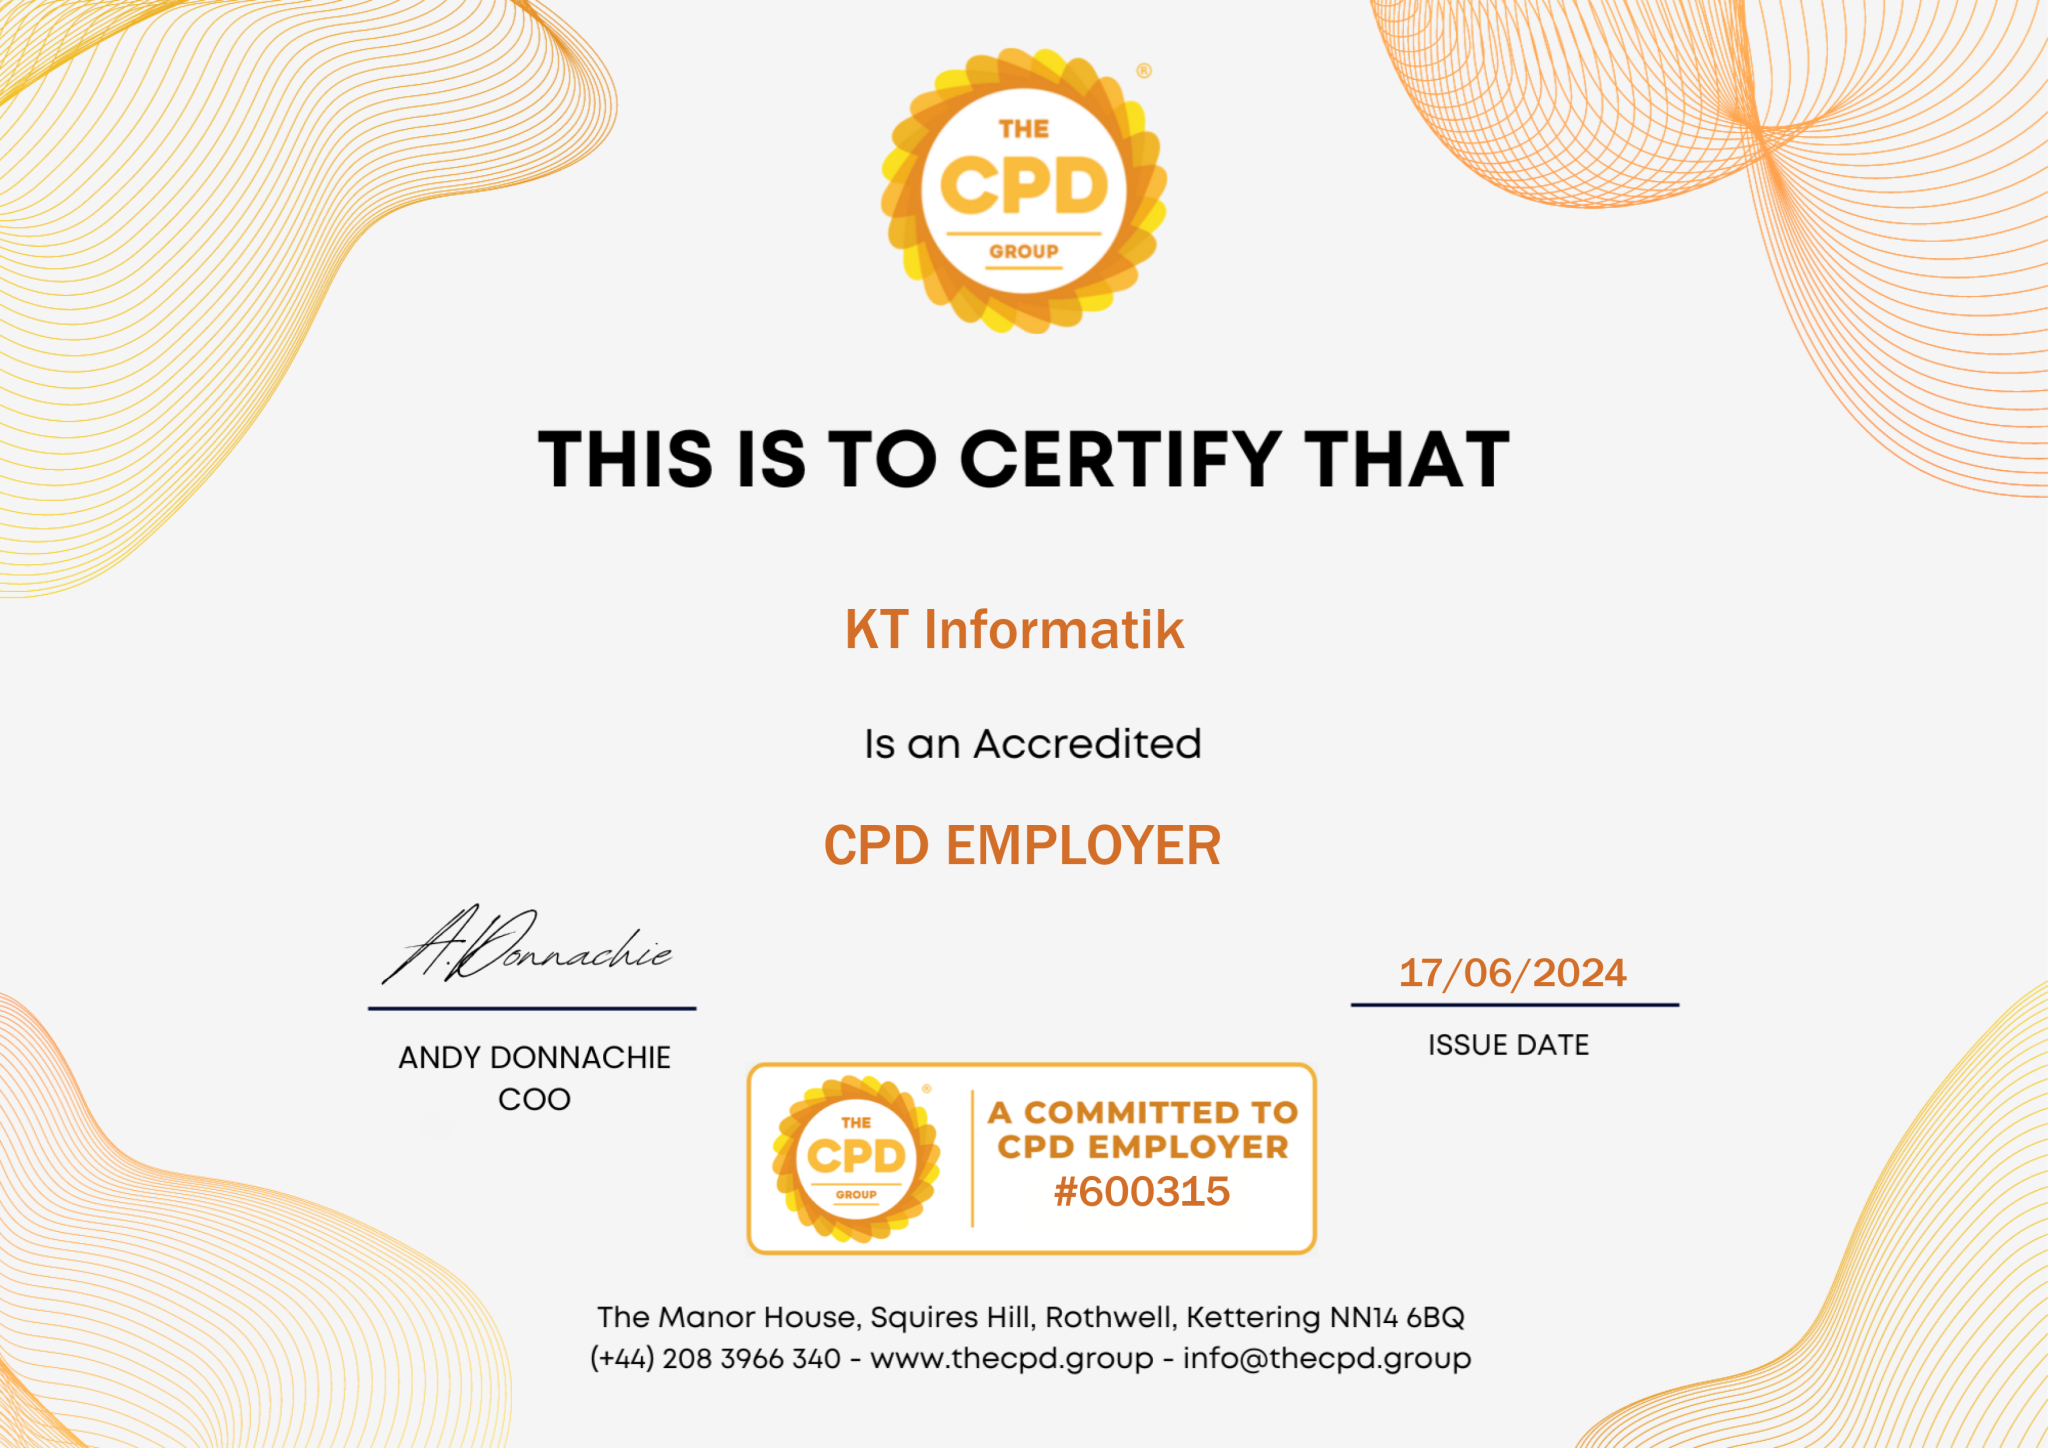 THE
CPD
GROUP
®
THIS IS TO CERTIFY THAT
KT Informatik
Is an Accredited
CPD EMPLOYER
A.Donnachie
17/06/2024
ANDY DONNACHIE
COO
ISSUE DATE
THE
CPD
GROUP
®
A COMMITTED TO
CPD EMPLOYER
#600315
The Manor House, Squires Hill, Rothwell, Kettering NN14 6BQ
(+44) 208 3966 340 - www.thecpd.group - info@thecpd.group